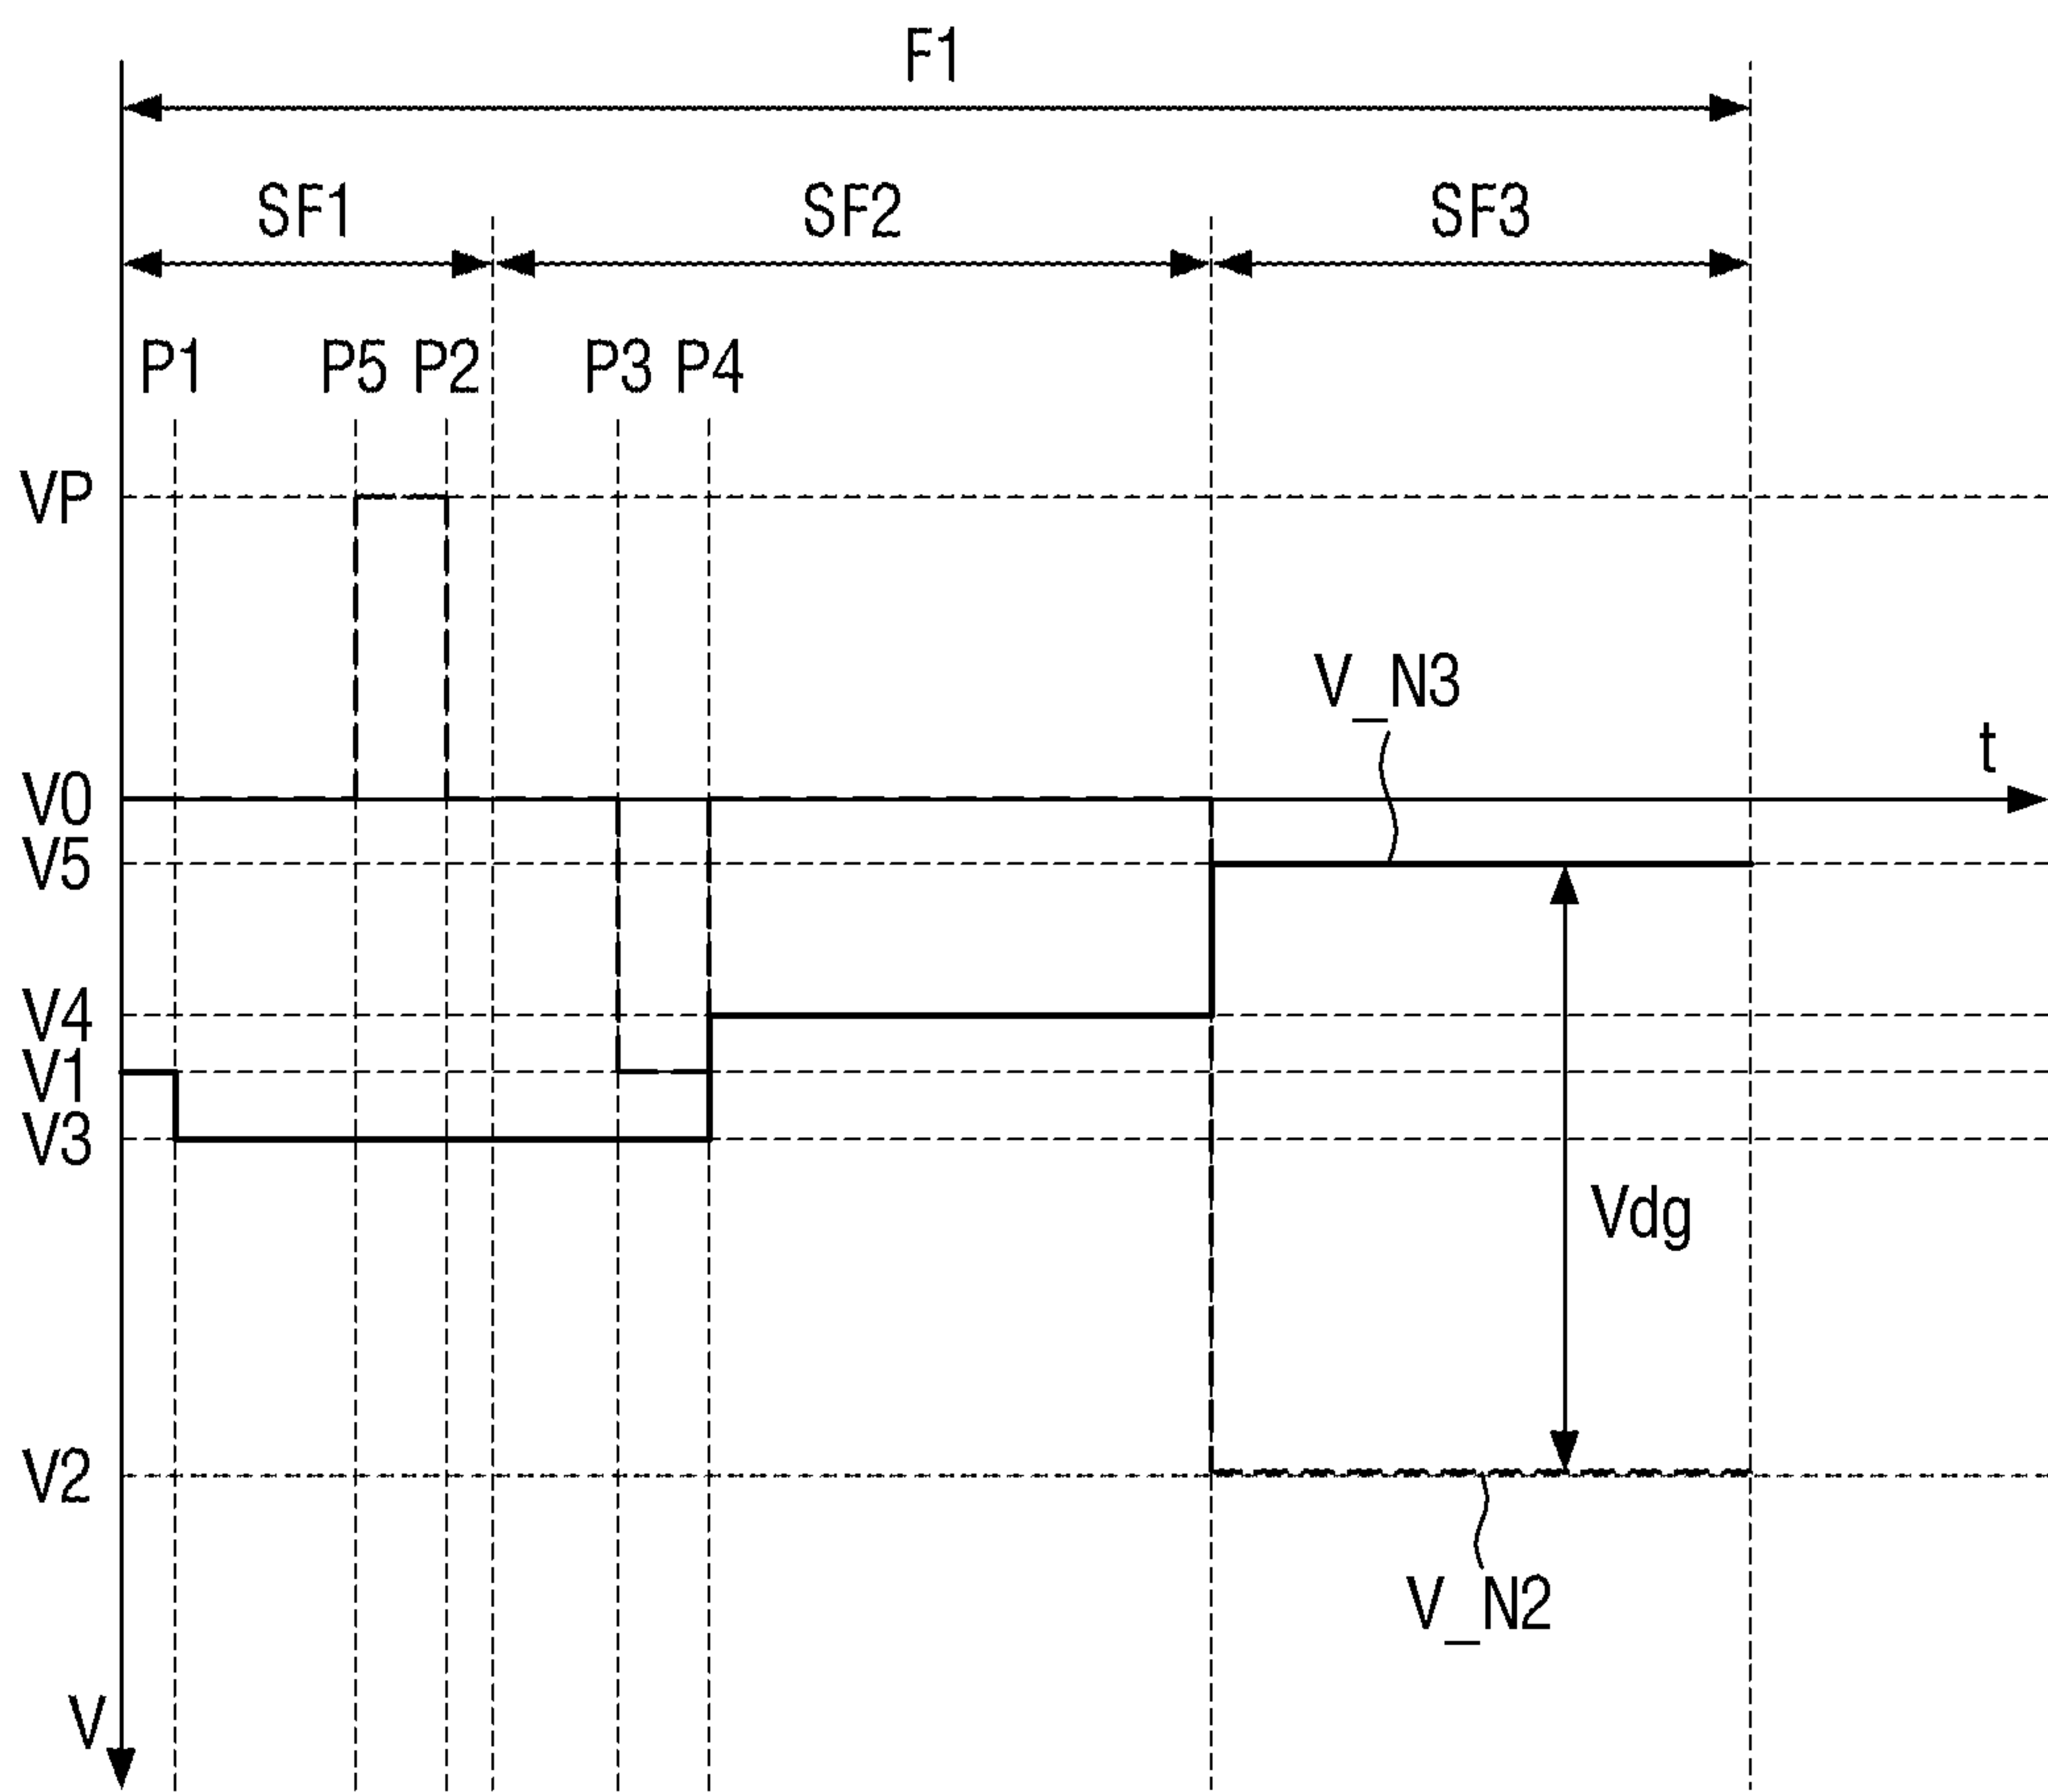 F1
SF1 SF2 SF3
P1 P5 P2 P3 P4
VP
V_N3
t
V0
V5
V4
V1
V3
Vdg
V2
V_N2
V